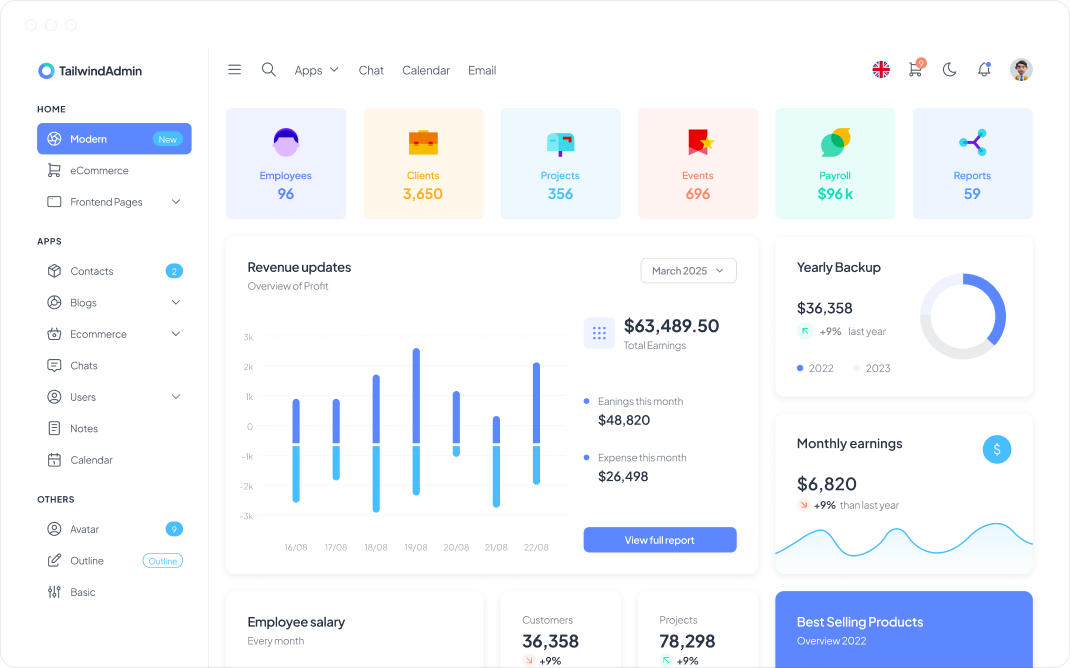 TailwindAdmin
Apps
Chat
Calendar
Email
9
HOME
Modern New
eCommerce
Frontend Pages
APPS
Contacts 2
Blogs
Ecommerce
Chats
Users
Notes
Calendar
OTHERS
Avatar 9
Outline Outline
Basic
Employees
96
Clients
3,650
Projects
356
Events
696
Payroll
$96 k
Reports
59
Revenue updates
Overview of Profit
March 2025
3k
2k
1k
0
-1k
-2k
-3k
16/08 17/08 18/08 19/08 20/08 21/08 22/08
$63,489.50
Total Earnings
Eanings this month
$48,820
Expense this month
$26,498
View full report
Yearly Backup
$36,358
+9% last year
2022 2023
Monthly earnings
$
$6,820
+9% than last year
Employee salary
Every month
Customers
36,358
+9%
Projects
78,298
+9%
Best Selling Products
Overview 2022